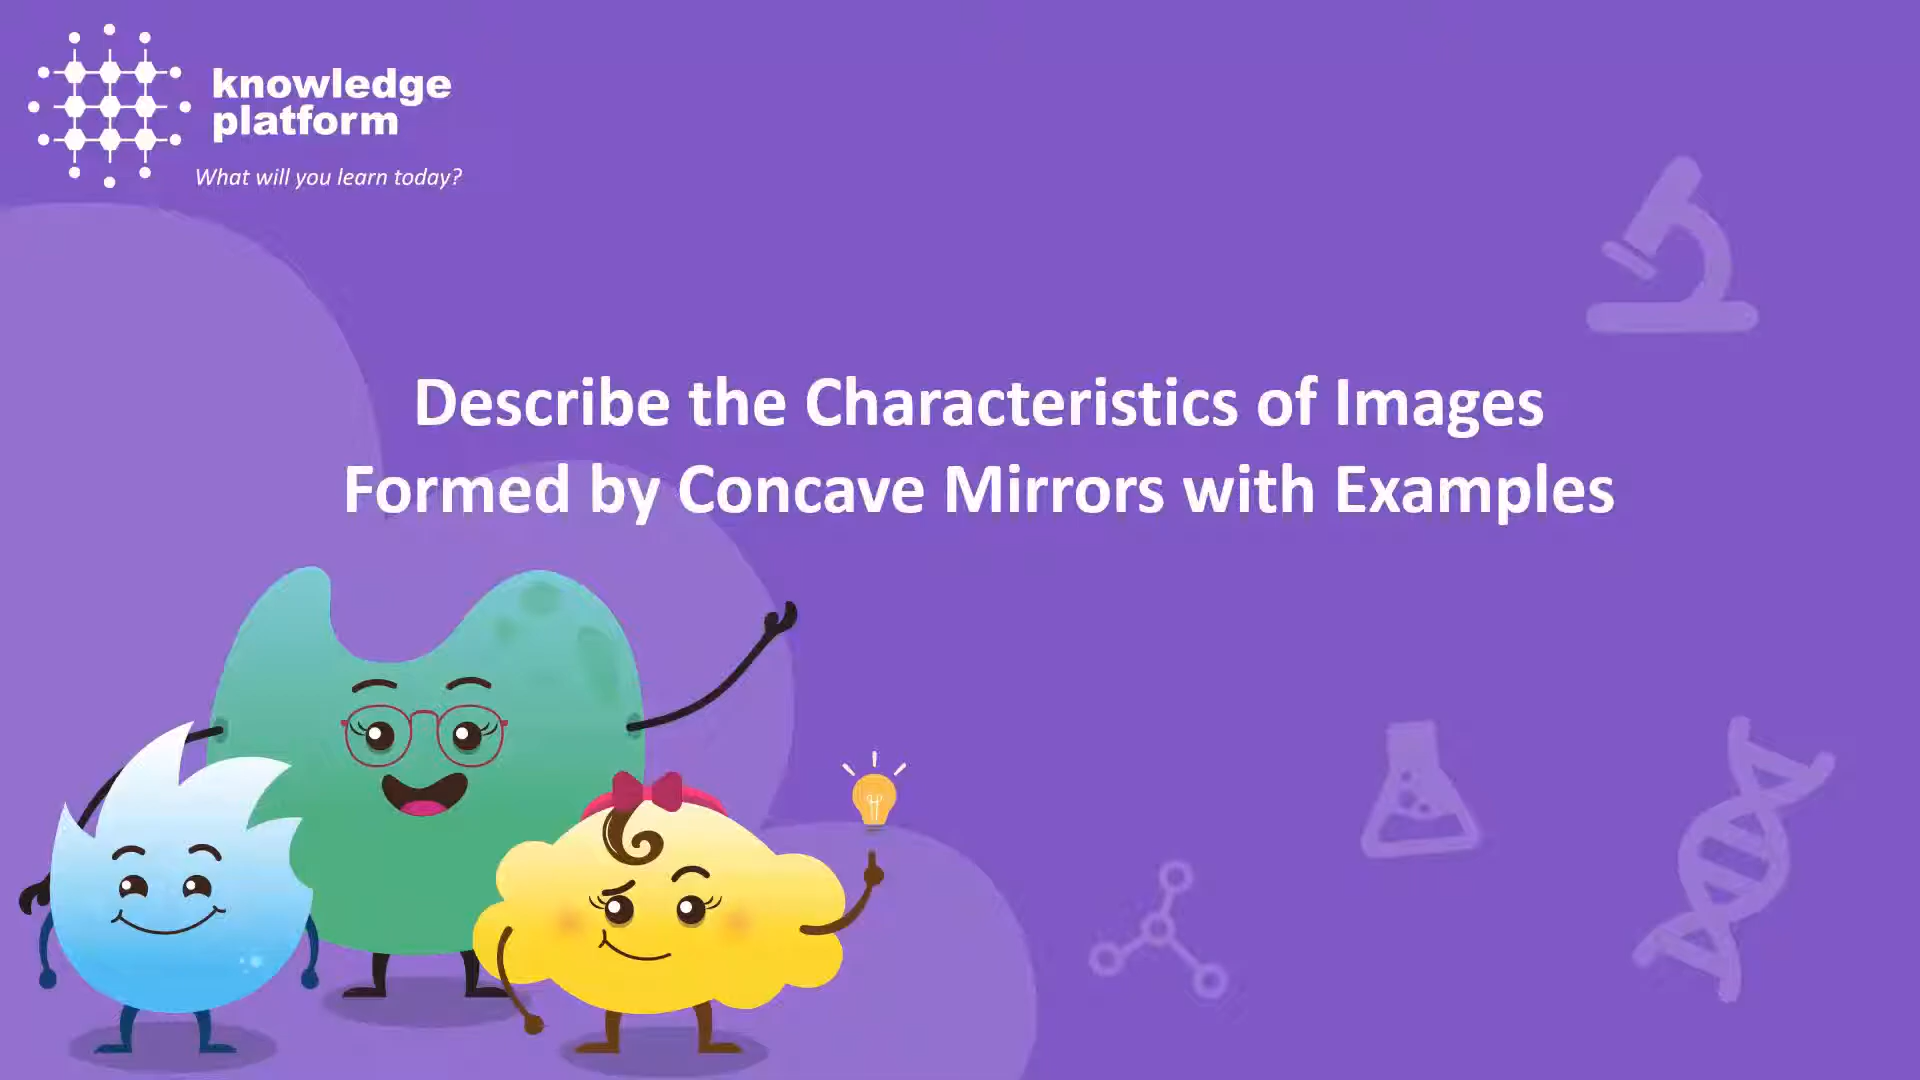 knowledge
platform
What will you learn today?
Describe the Characteristics of Images
Formed by Concave Mirrors with Examples